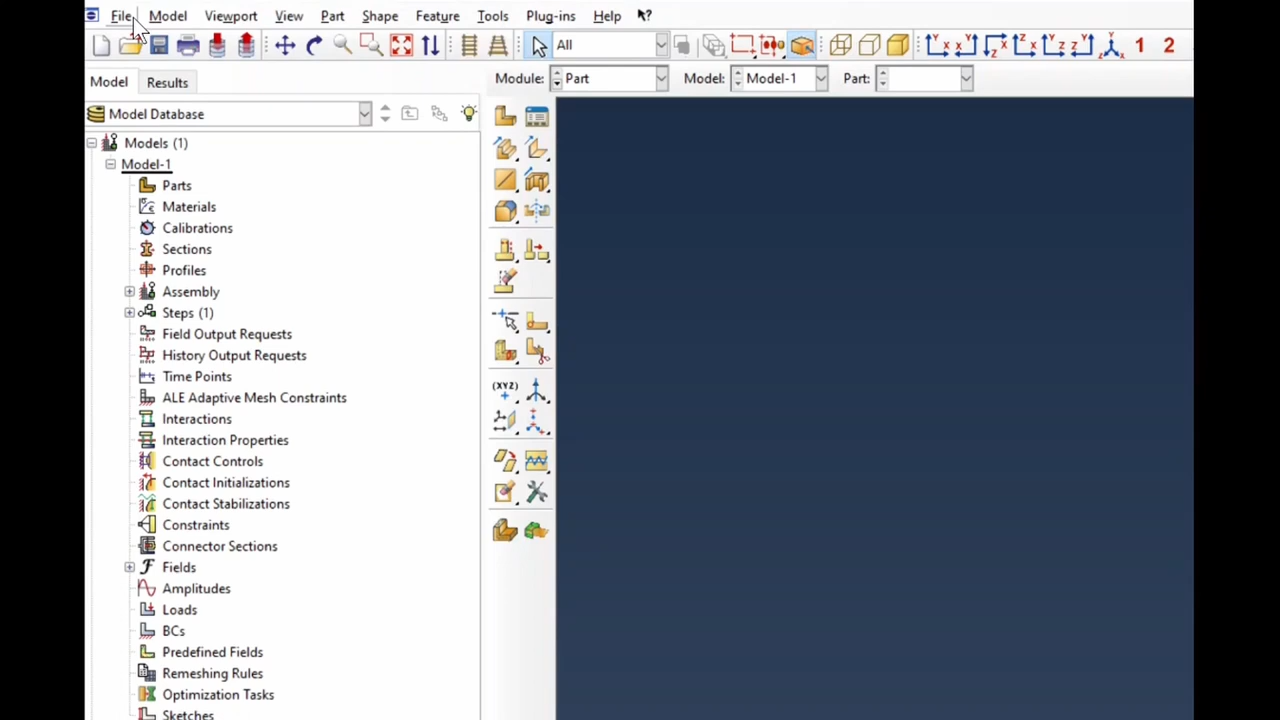 File Model Viewport View Part Shape Feature Tools Plug-ins Help
All 1 2
Model Results Module: Part Model: Model-1 Part:
Model Database
Models (1)
Model-1
Parts
Materials
Calibrations
Sections
Profiles
Assembly
Steps (1)
Field Output Requests
History Output Requests
Time Points
(XYZ)
ALE Adaptive Mesh Constraints
Interactions
Interaction Properties
Contact Controls
Contact Initializations
Contact Stabilizations
Constraints
Connector Sections
Fields
Amplitudes
Loads
BCs
Predefined Fields
Remeshing Rules
Optimization Tasks
Sketches